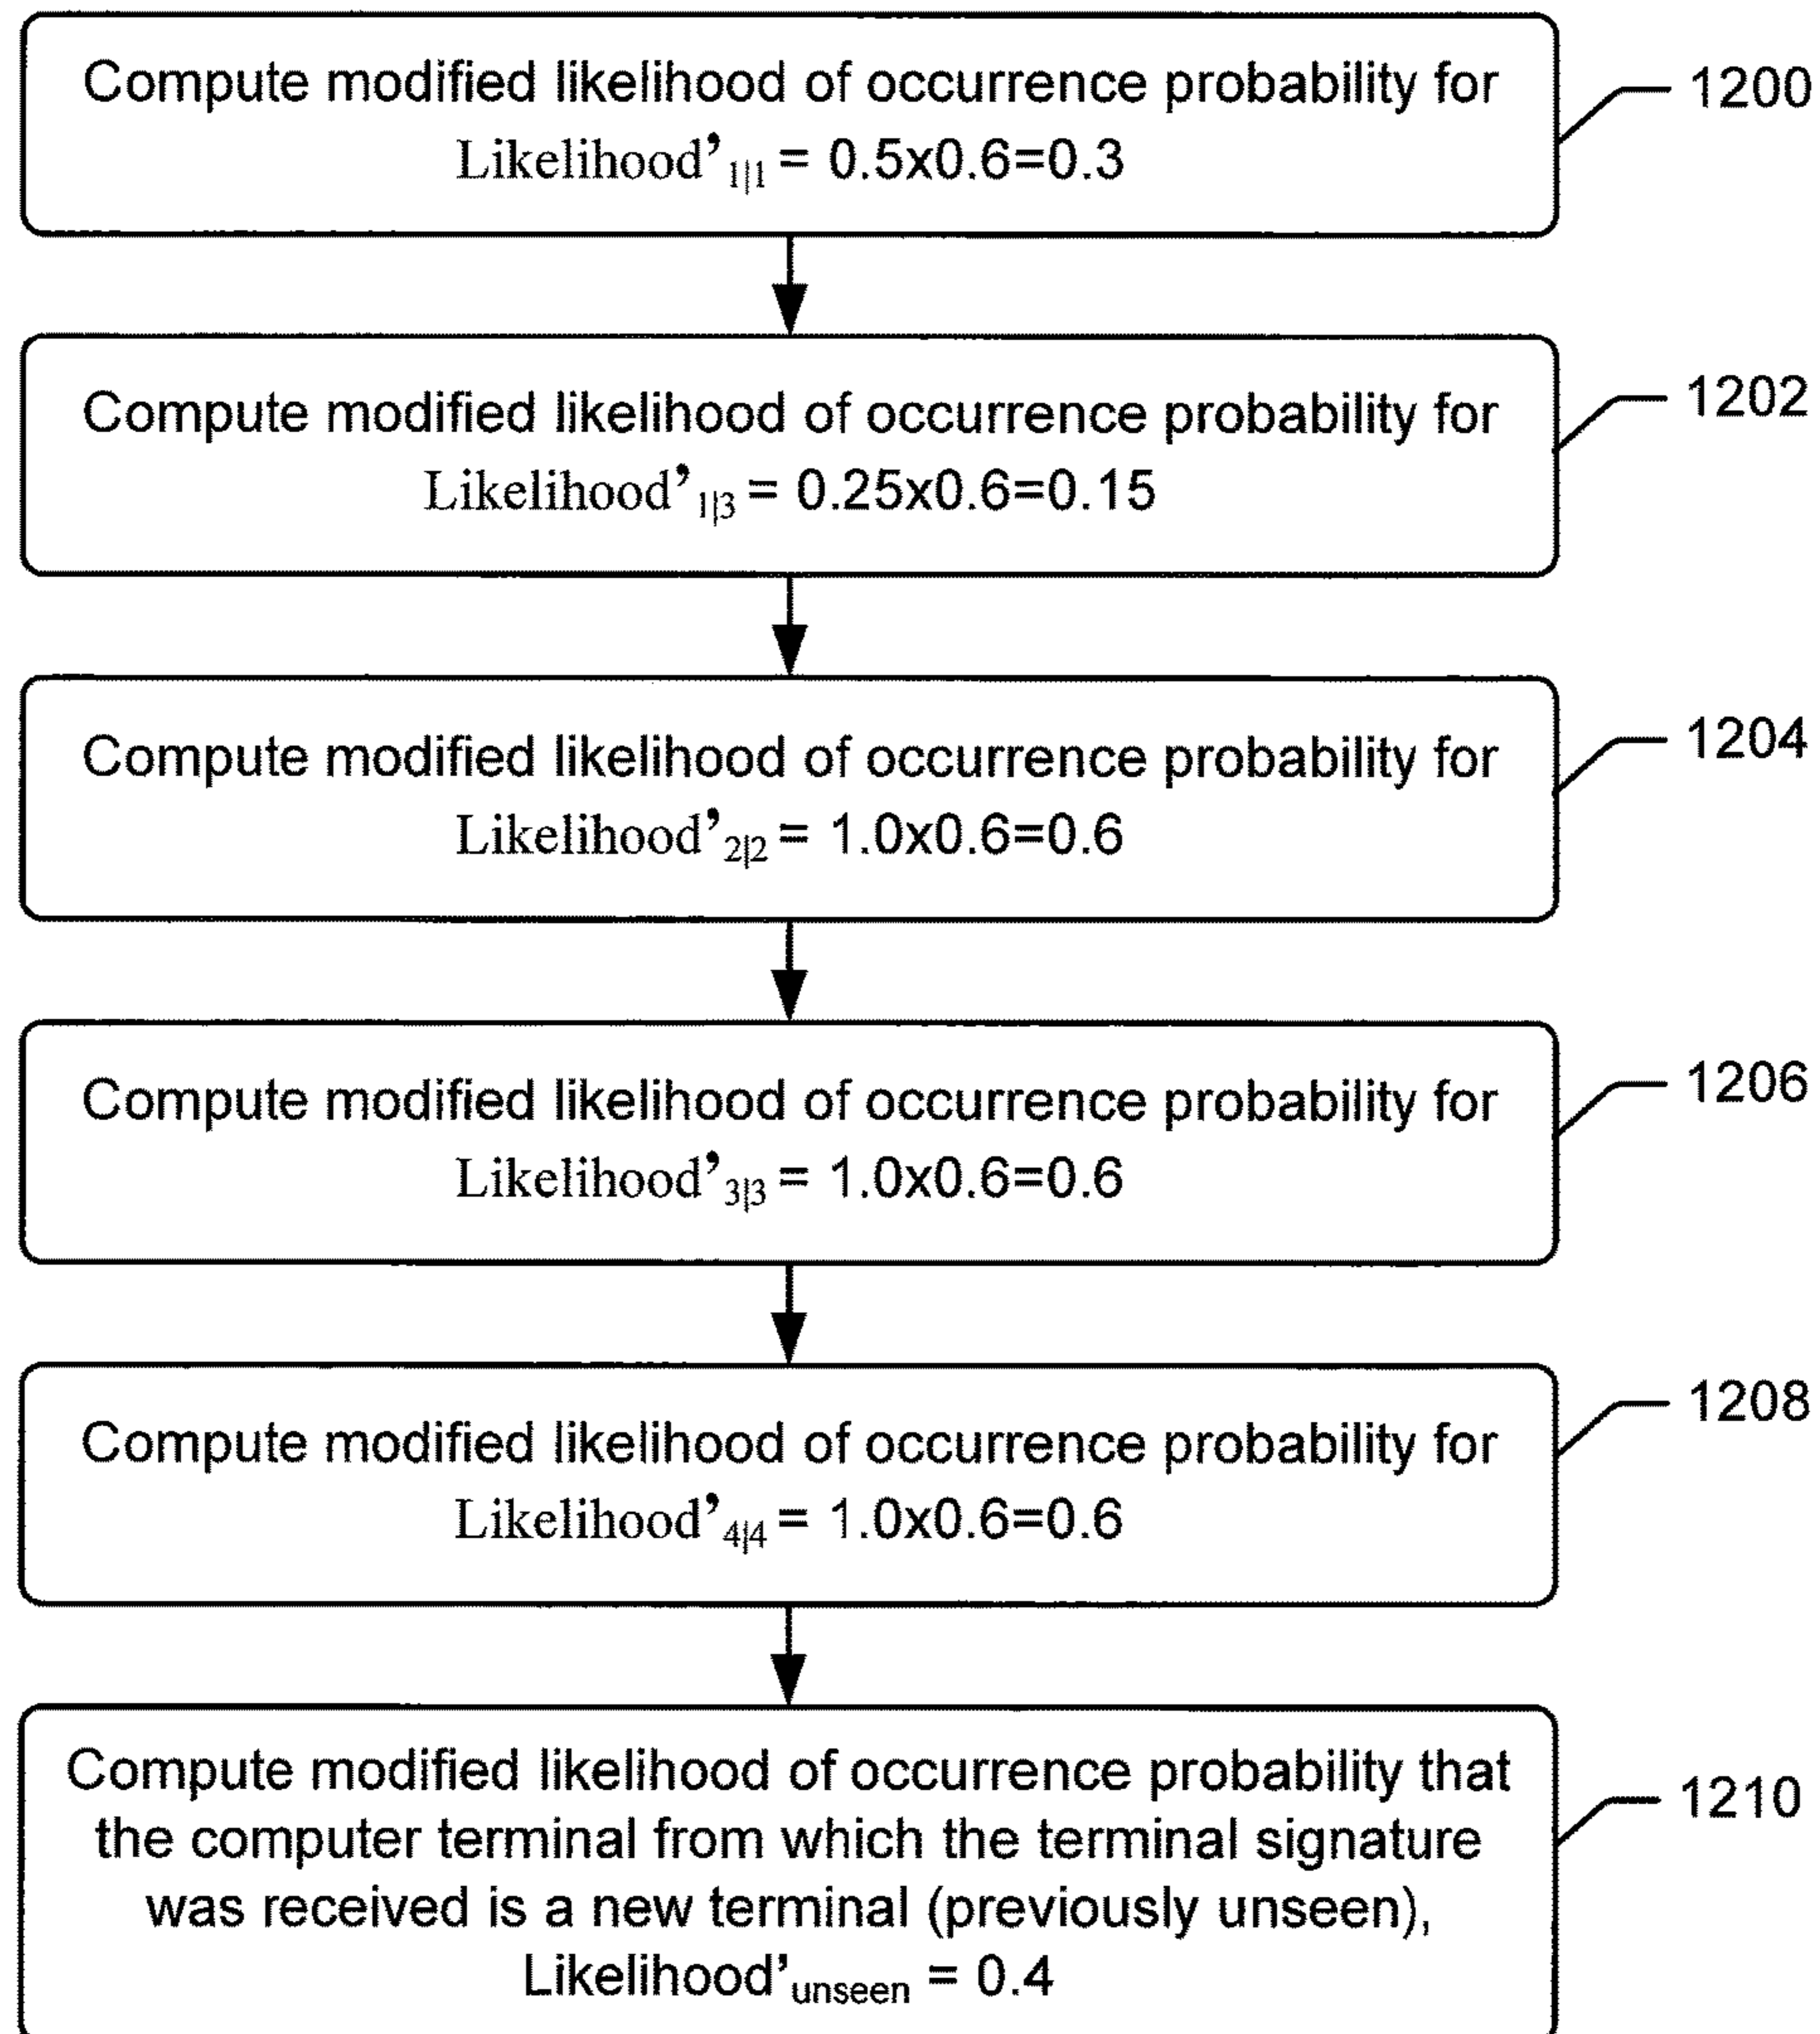 Compute modified likelihood of occurrence probability for
Likelihood’1|1 = 0.5x0.6=0.3
1200
Compute modified likelihood of occurrence probability for
Likelihood’1|3 = 0.25x0.6=0.15
1202
Compute modified likelihood of occurrence probability for
Likelihood’2|2 = 1.0x0.6=0.6
1204
Compute modified likelihood of occurrence probability for
Likelihood’3|3 = 1.0x0.6=0.6
1206
Compute modified likelihood of occurrence probability for
Likelihood’4|4 = 1.0x0.6=0.6
1208
Compute modified likelihood of occurrence probability that
the computer terminal from which the terminal signature
was received is a new terminal (previously unseen),
Likelihood’unseen = 0.4
1210